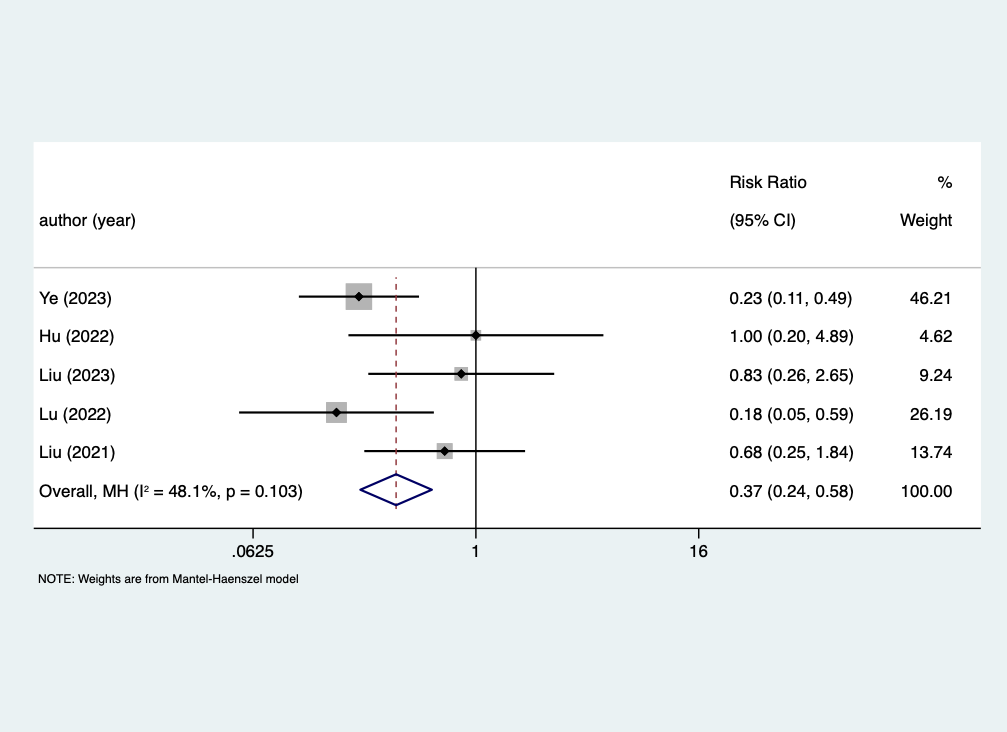 Risk Ratio %
author (year) (95% CI) Weight
Ye (2023) 0.23 (0.11, 0.49) 46.21
Hu (2022) 1.00 (0.20, 4.89) 4.62
Liu (2023) 0.83 (0.26, 2.65) 9.24
Lu (2022) 0.18 (0.05, 0.59) 26.19
Liu (2021) 0.68 (0.25, 1.84) 13.74
Overall, MH (I² = 48.1%, p = 0.103) 0.37 (0.24, 0.58) 100.00
.0625 1 16
NOTE: Weights are from Mantel-Haenszel model